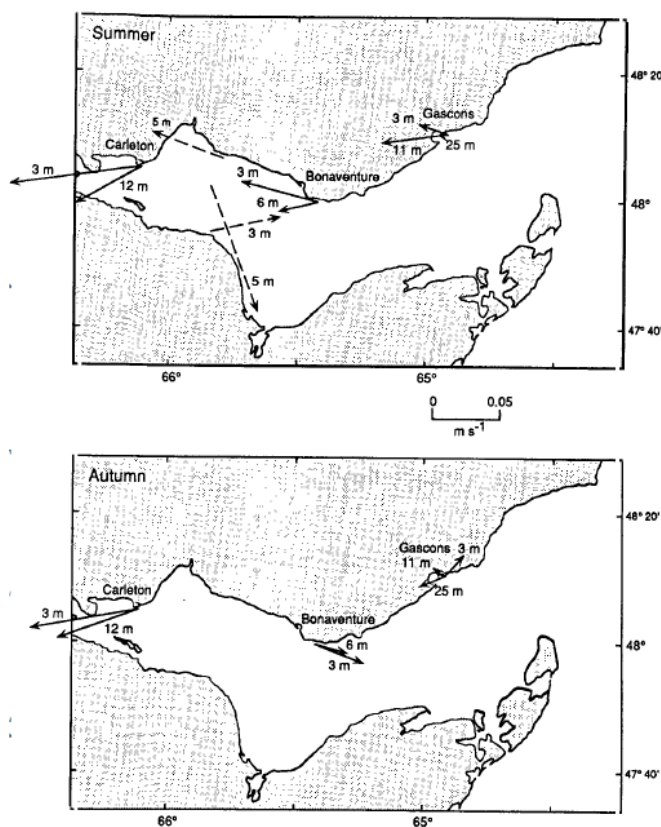 Summer
48° 20'
3 m
Gascons
5 m
Carleton
11 m
25 m
3 m
3 m
Bonaventure
12 m
6 m
48°
3 m
5 m
47° 40'
66°
65°
0 0.05
m s-1
Autumn
48° 20'
Gascons 3 m
11 m
Carleton
25 m
3 m
Bonaventure
12 m
6 m
48°
3 m
47° 40'
66°
65°